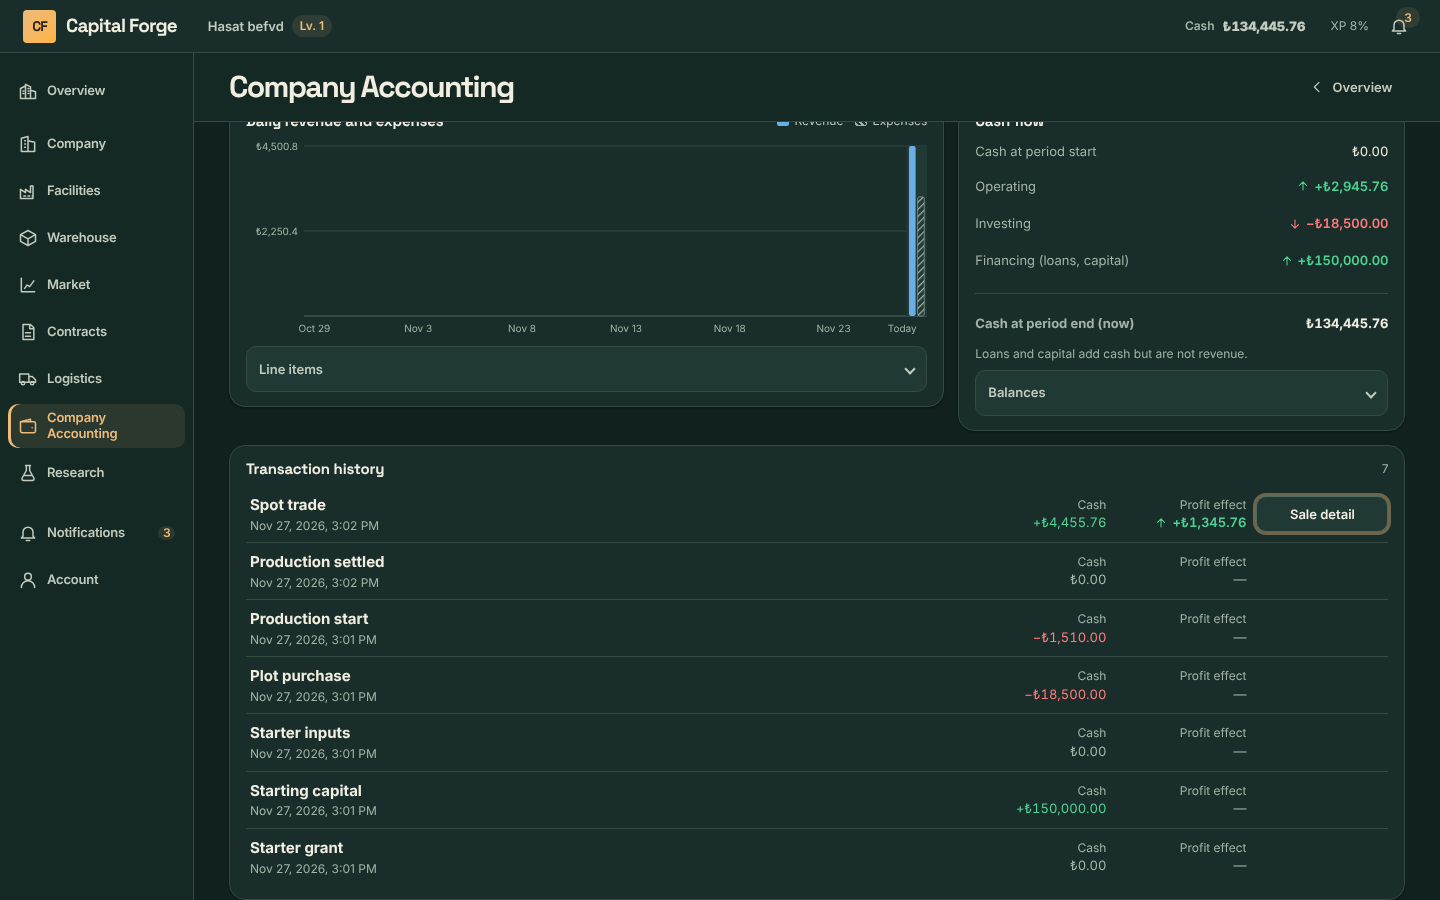 CF Capital Forge
Hasat befvd Lv. 1
Cash ₺134,445.76 XP 8% 3
Overview
Company
Facilities
Warehouse
Market
Contracts
Logistics
Company
Accounting
Research
Notifications 3
Account
Company Accounting
Overview
Daily revenue and expenses Revenue Expenses
₺4,500.8
₺2,250.4
Oct 29 Nov 3 Nov 8 Nov 13 Nov 18 Nov 23 Today
Line items
Cash flow
Cash at period start ₺0.00
Operating ↑ +₺2,945.76
Investing ↓ −₺18,500.00
Financing (loans, capital) ↑ +₺150,000.00
Cash at period end (now) ₺134,445.76
Loans and capital add cash but are not revenue.
Balances
Transaction history 7
Spot trade Cash Profit effect
Nov 27, 2026, 3:02 PM +₺4,455.76 ↑ +₺1,345.76
Sale detail
Production settled Cash Profit effect
Nov 27, 2026, 3:02 PM ₺0.00 —
Production start Cash Profit effect
Nov 27, 2026, 3:01 PM −₺1,510.00 —
Plot purchase Cash Profit effect
Nov 27, 2026, 3:01 PM −₺18,500.00 —
Starter inputs Cash Profit effect
Nov 27, 2026, 3:01 PM ₺0.00 —
Starting capital Cash Profit effect
Nov 27, 2026, 3:01 PM +₺150,000.00 —
Starter grant Cash Profit effect
Nov 27, 2026, 3:01 PM ₺0.00 —